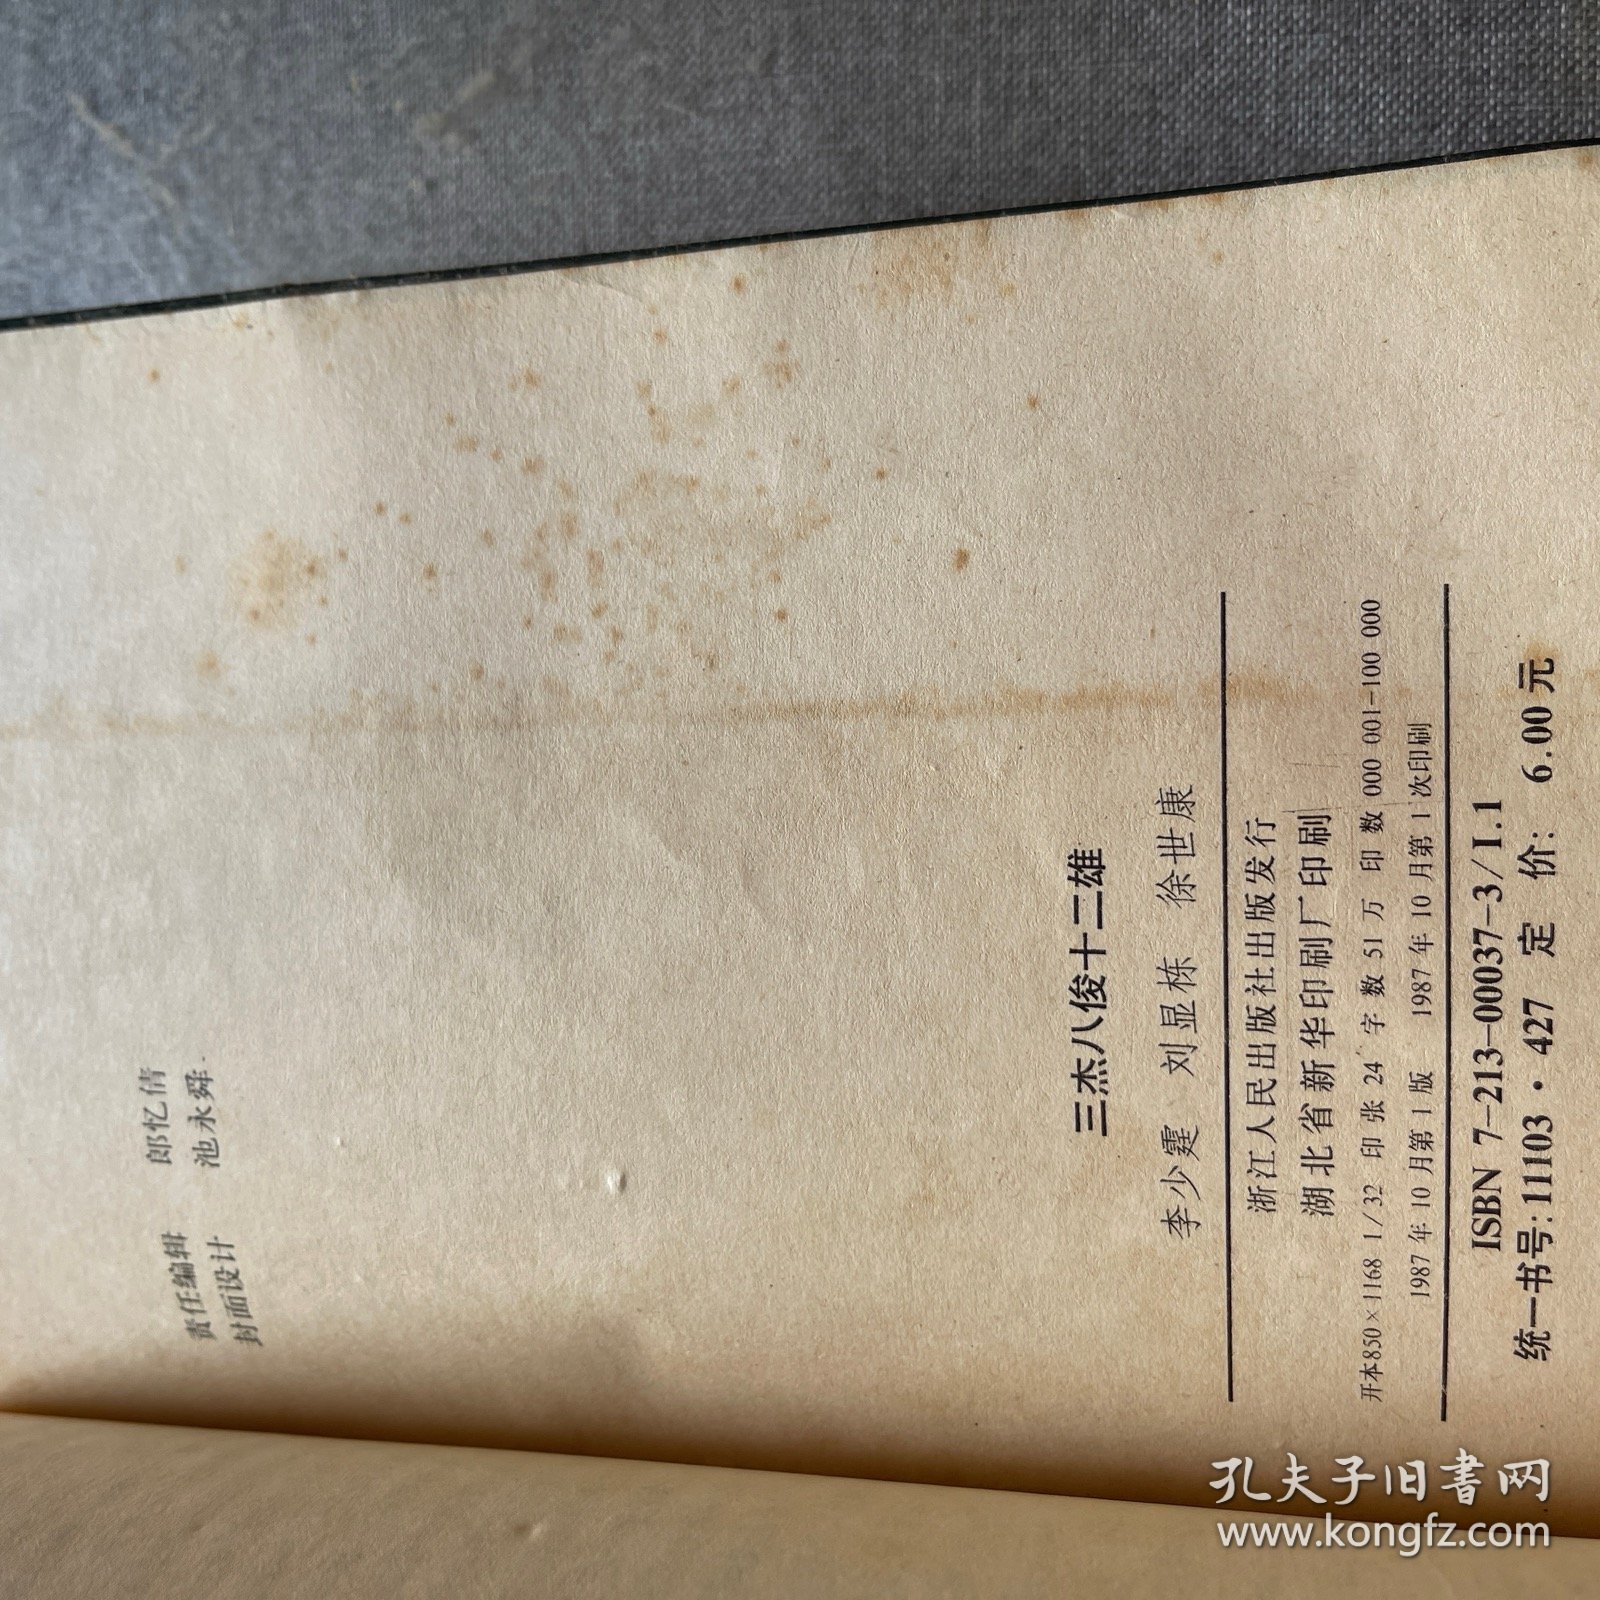 责任编辑 郎忆倩
封面设计 池永舜
三杰八俊十二雄
李少霆 刘显栋 徐世康
浙江人民出版社出版发行
湖北省新华印刷厂印刷
开本850×1168 1/32 印张24 字数51万 印数000 001-100 000
1987年10月第1版 1987年10月第1次印刷
ISBN 7-213-00037-3/I.1
统一书号:11103·427 定 价: 6.00元
孔夫子旧书网
www.kongfz.com